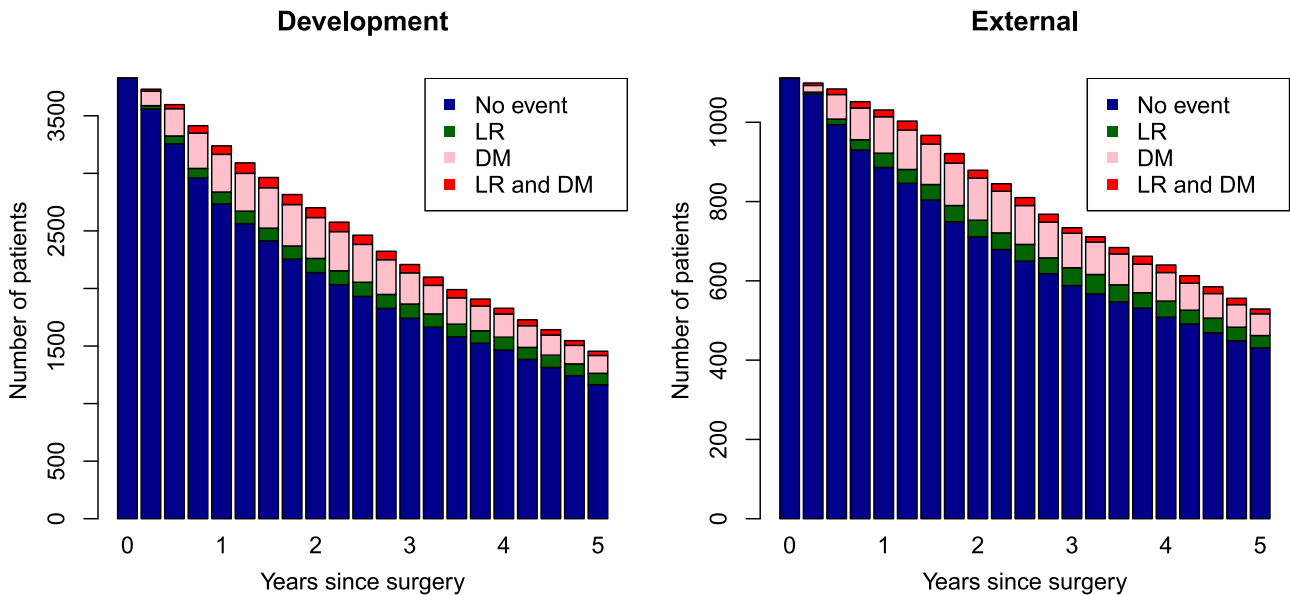 Development
Number of patients
3500
2500
1500
500
0
No event
LR
DM
LR and DM
0 1 2 3 4 5
Years since surgery
External
Number of patients
1000
800
600
400
200
0
No event
LR
DM
LR and DM
0 1 2 3 4 5
Years since surgery